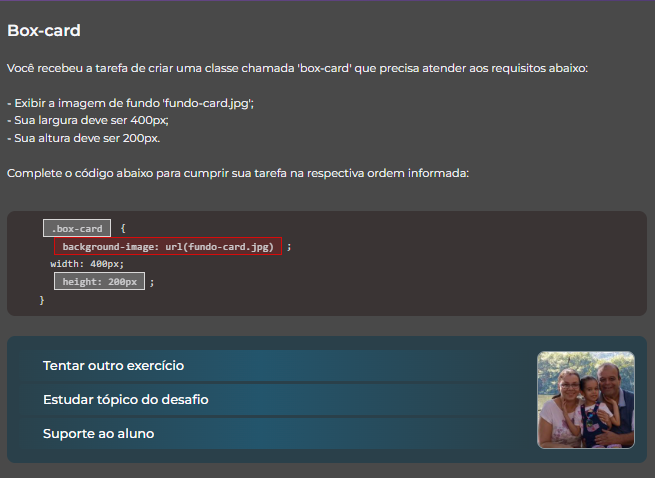 Box-card
Você recebeu a tarefa de criar uma classe chamada 'box-card' que precisa atender aos requisitos abaixo:
- Exibir a imagem de fundo 'fundo-card.jpg';
- Sua largura deve ser 400px;
- Sua altura deve ser 200px.
Complete o código abaixo para cumprir sua tarefa na respectiva ordem informada:
.box-card {
background-image: url(fundo-card.jpg) ;
width: 400px;
height: 200px ;
}
Tentar outro exercício
Estudar tópico do desafio
Suporte ao aluno